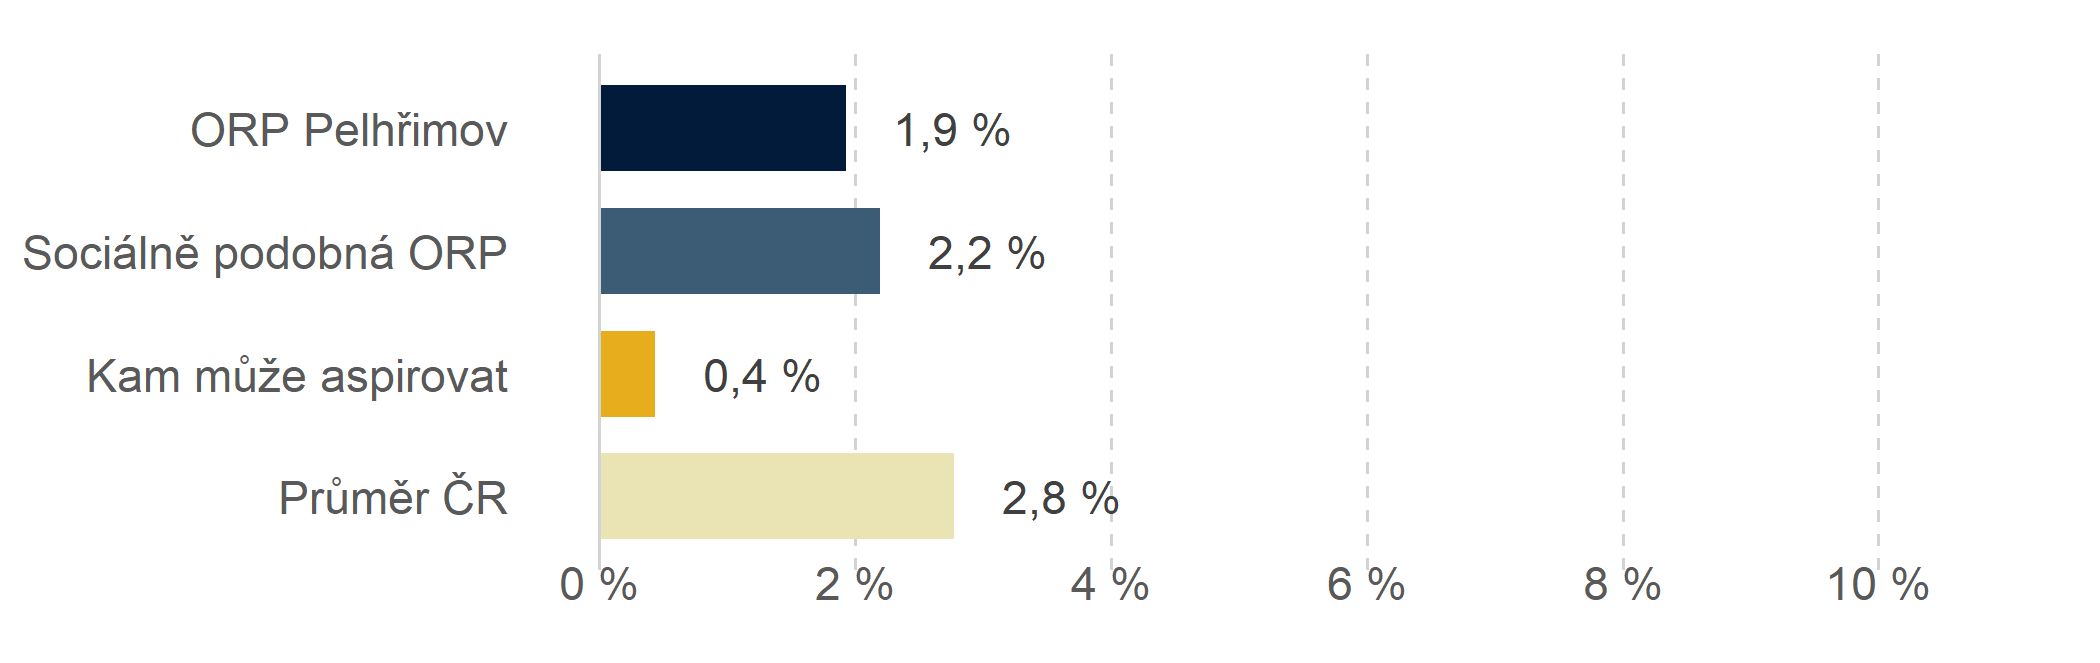 ORP Pelhřimov 1,9 %
Sociálně podobná ORP 2,2 %
Kam může aspirovat 0,4 %
Průměr ČR 2,8 %
0 % 2 % 4 % 6 % 8 % 10 %